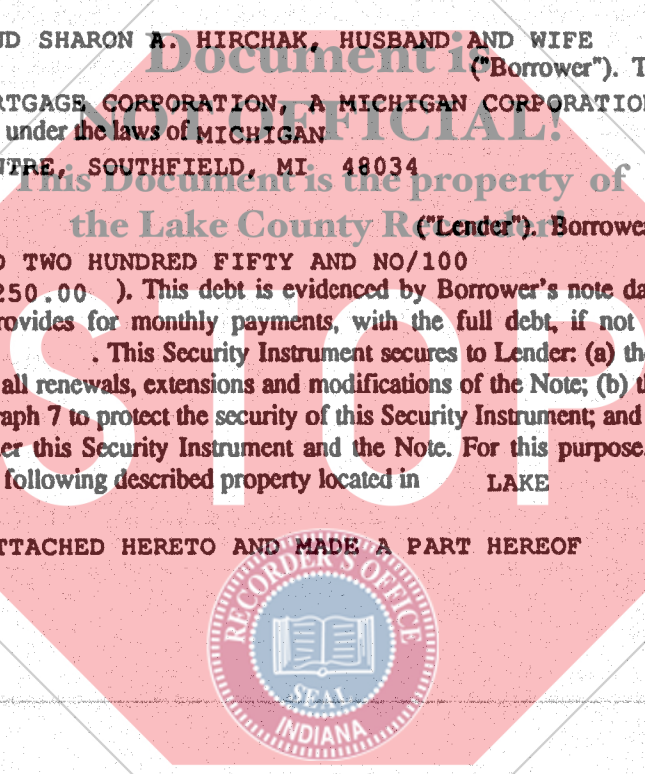 ND SHARON A. HIRCHAK, HUSBAND AND WIFE
Document is
("Borrower"). T
RTGAGE CORPORATION, A MICHIGAN CORPORATION
NOT OFFICIAL!
under the laws of MICHIGAN
NTRE, SOUTHFIELD, MI 48034
This Document is the property of
the Lake County Recorder!
("Lender"). Borrower
D TWO HUNDRED FIFTY AND NO/100
250.00 ). This debt is evidenced by Borrower's note da
rovides for monthly payments, with the full debt, if not
. This Security Instrument secures to Lender: (a) the
all renewals, extensions and modifications of the Note; (b) th
raph 7 to protect the security of this Security Instrument; and
er this Security Instrument and the Note. For this purpose,
following described property located in LAKE
STOP
TTACHED HERETO AND MADE A PART HEREOF
RECORDER'S OFFICE
SEAL
INDIANA